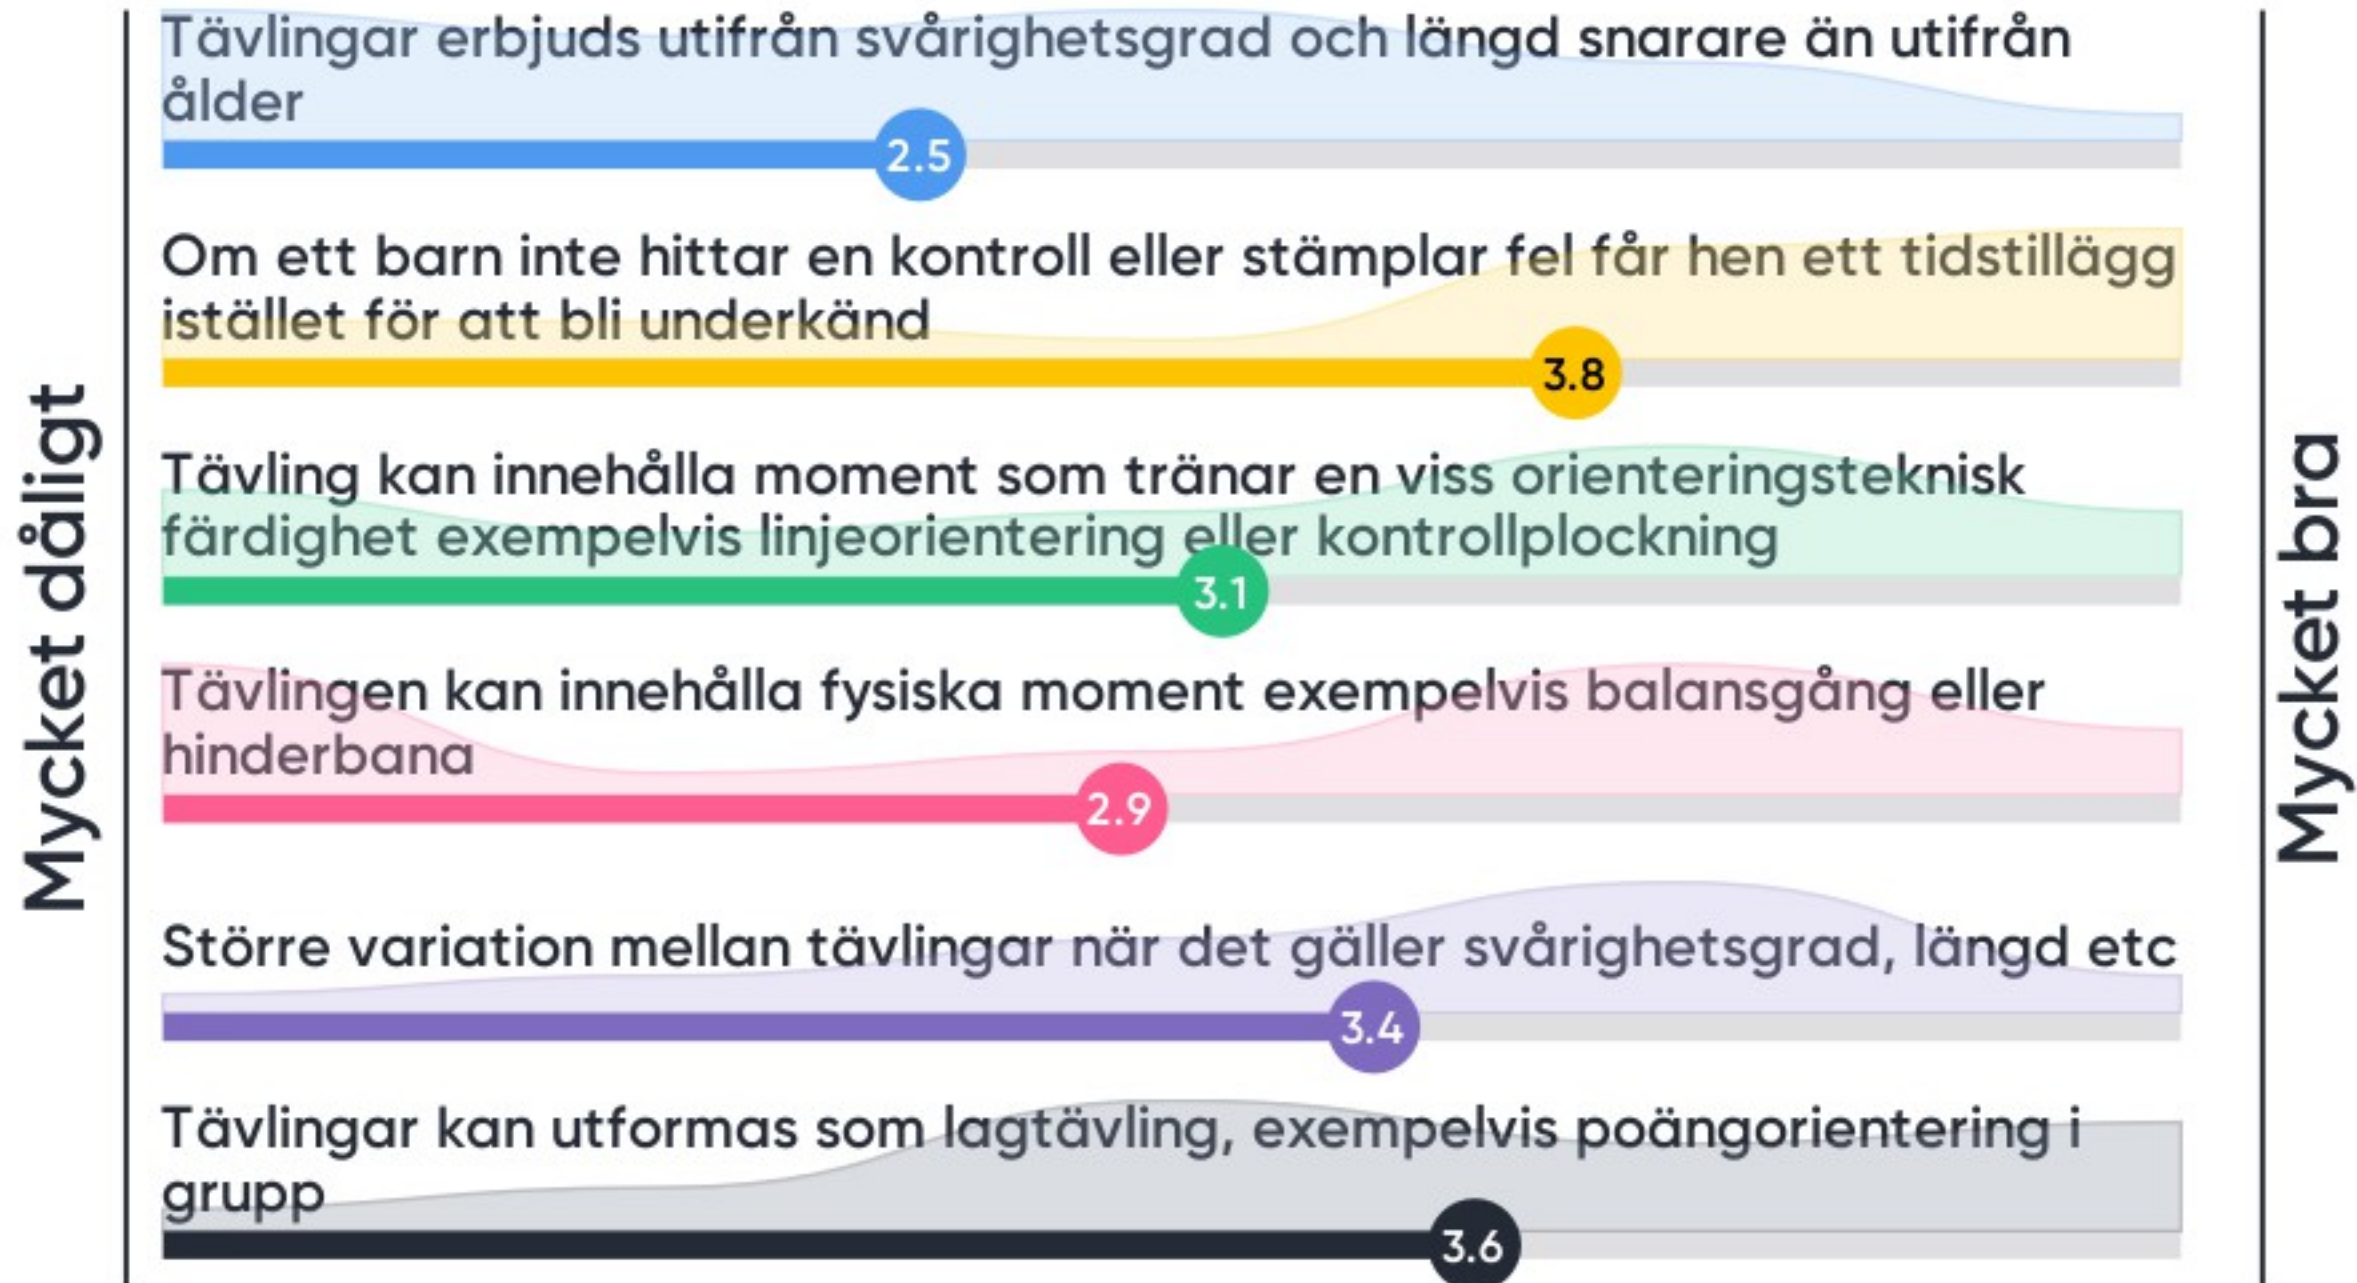 Mycket dåligt
Tävlingar erbjuds utifrån svårighetsgrad och längd snarare än utifrån
ålder
2.5
Om ett barn inte hittar en kontroll eller stämplar fel får hen ett tidstillägg
istället för att bli underkänd
3.8
Tävling kan innehålla moment som tränar en viss orienteringsteknisk
färdighet exempelvis linjeorientering eller kontrollplockning
3.1
Tävlingen kan innehålla fysiska moment exempelvis balansgång eller
hinderbana
2.9
Större variation mellan tävlingar när det gäller svårighetsgrad, längd etc
3.4
Tävlingar kan utformas som lagtävling, exempelvis poängorientering i
grupp
3.6
Mycket bra